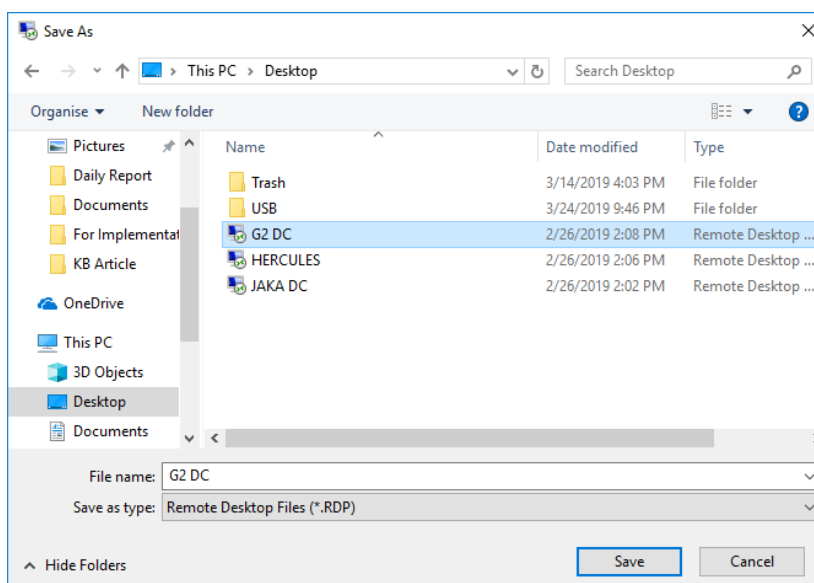 Save As
This PC > Desktop
Search Desktop
Organise
New folder
Pictures
Daily Report
Documents
For Implementat
KB Article
OneDrive
This PC
3D Objects
Desktop
Documents
Name Date modified Type
Trash 3/14/2019 4:03 PM File folder
USB 3/24/2019 9:46 PM File folder
G2 DC 2/26/2019 2:08 PM Remote Desktop ...
HERCULES 2/26/2019 2:06 PM Remote Desktop ...
JAKA DC 2/26/2019 2:02 PM Remote Desktop ...
File name: G2 DC
Save as type: Remote Desktop Files (*.RDP)
Hide Folders
Save
Cancel